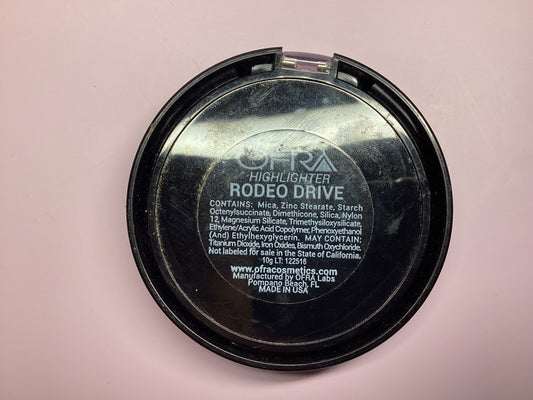 OFRA
HIGHLIGHTER
RODEO DRIVE
CONTAINS: Mica, Zinc Stearate, Starch
Octenylsuccinate, Dimethicone, Silica, Nylon
12, Magnesium Silicate, Trimethysiloxysilicate,
Ethylene/Acrylic Acid Copolymer, Phenoxyethanol
(And) Ethylhexyglycerin. MAY CONTAIN:
Titanium Dioxide, Iron Oxides, Bismuth Oxychloride,
Not labeled for sale in the State of California.
10g LT: 122516
www.ofracosmetics.com
Manufactured by OFRA Labs
Pompano Beach, FL
MADE IN USA